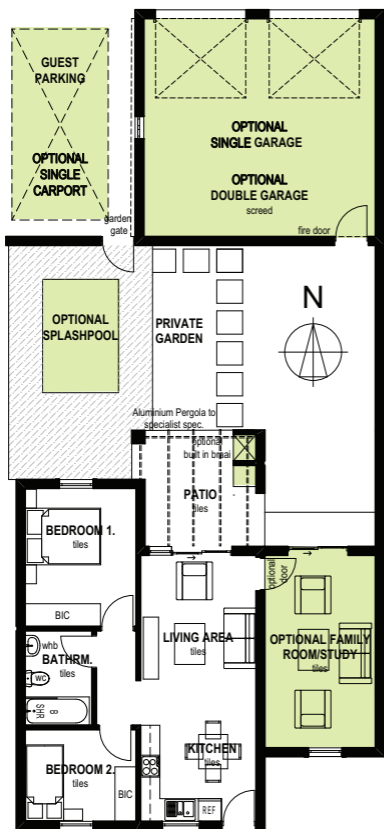 GUEST
PARKING
OPTIONAL
SINGLE
CARPORT
OPTIONAL
SINGLE GARAGE
OPTIONAL
DOUBLE GARAGE
screed
garden
gate
fire door
OPTIONAL
SPLASHPOOL
PRIVATE
GARDEN
N
Aluminium Pergola to
specialist spec.
optional
built in braai
PATIO
tiles
BEDROOM 1.
tiles
BIC
LIVING AREA
tiles
optional
door
OPTIONAL FAMILY
ROOM/STUDY
tiles
whb
BATHRM.
tiles
WC
B
SHR
KITCHEN
tiles
BEDROOM 2.
tiles
BIC
REF